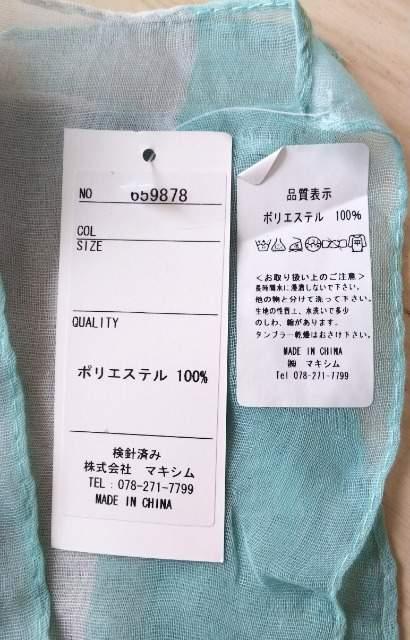 NO 659878
COL
SIZE
QUALITY
ポリエステル 100%
検針済み
株式会社 マキシム
TEL：078-271-7799
MADE IN CHINA
品質表示
ポリエステル 100%
＜お取り扱い上のご注意＞
長時間水に浸漬しないで下さい。
他の物と分けて洗って下さい。
生地の性質上、水洗いで多少
のしわ、輪があります。
タンブラー乾燥はおさけ下さい。
MADE IN CHINA
㈱ マキシム
Tel 078-271-7799